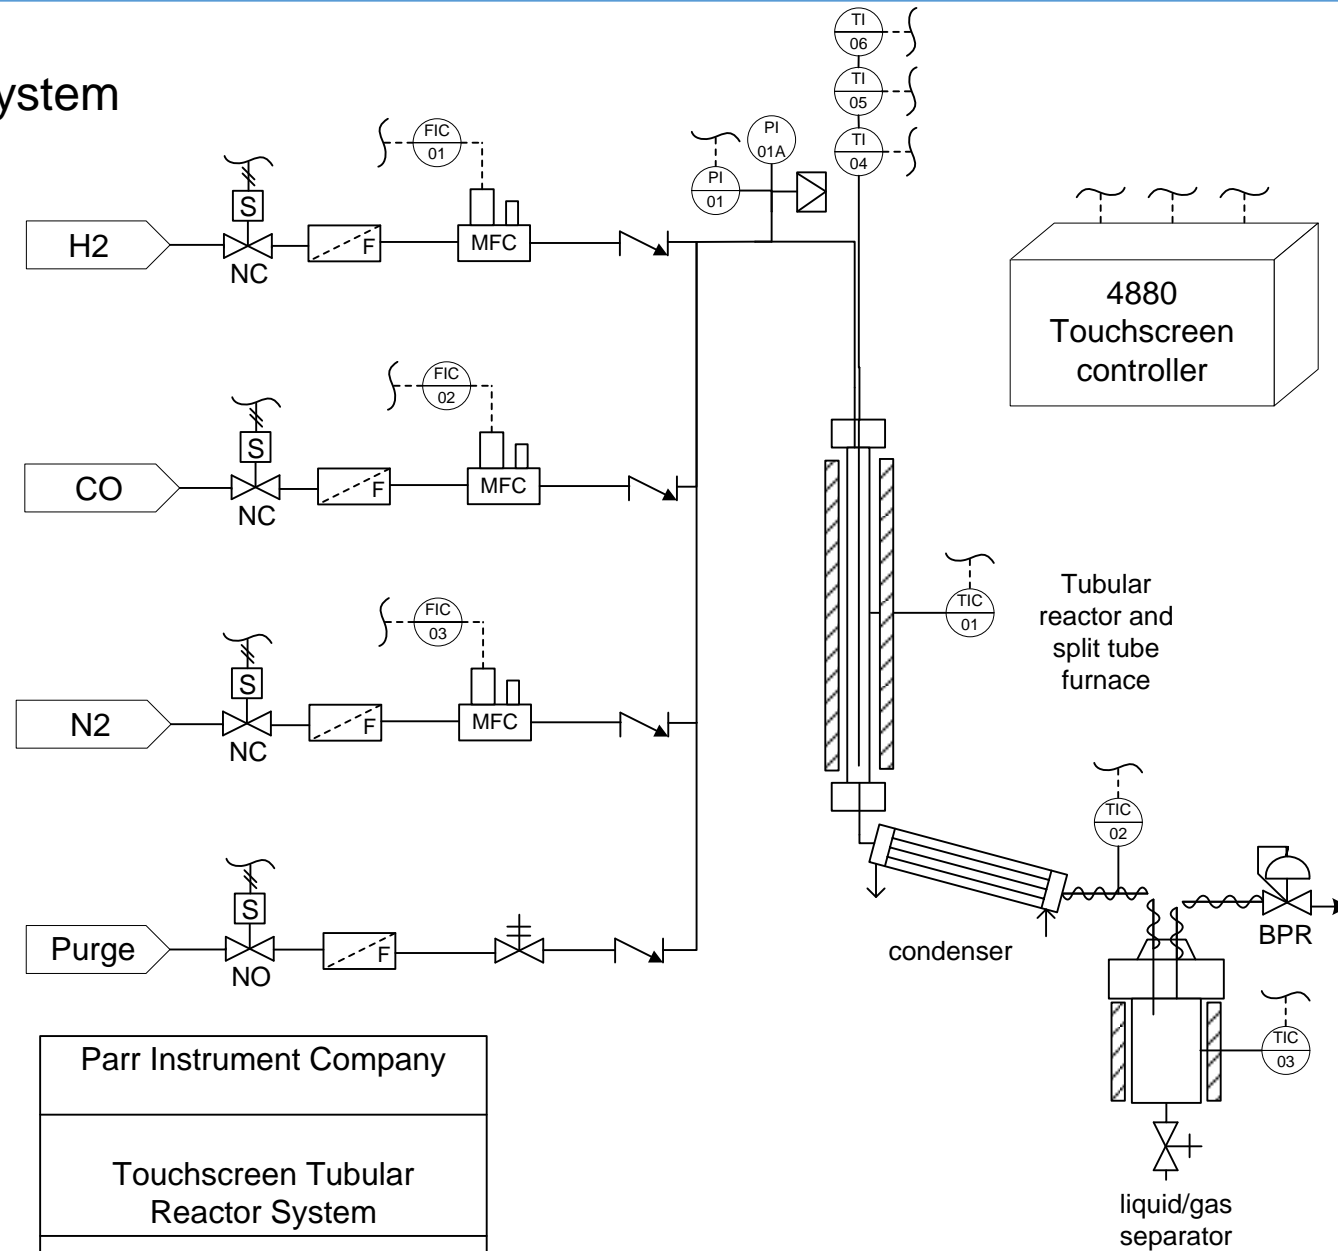 ystem
TI
06
TI
05
TI
04
FIC
01
PI
01A
PI
01
S
H2
F
MFC
NC
4880
Touchscreen
controller
FIC
02
S
CO
F
MFC
NC
TIC
01
Tubular
reactor and
split tube
furnace
FIC
03
S
N2
F
MFC
NC
TIC
02
S
Purge
F
NO
condenser
BPR
TIC
03
Parr Instrument Company
Touchscreen Tubular
Reactor System
liquid/gas
separator